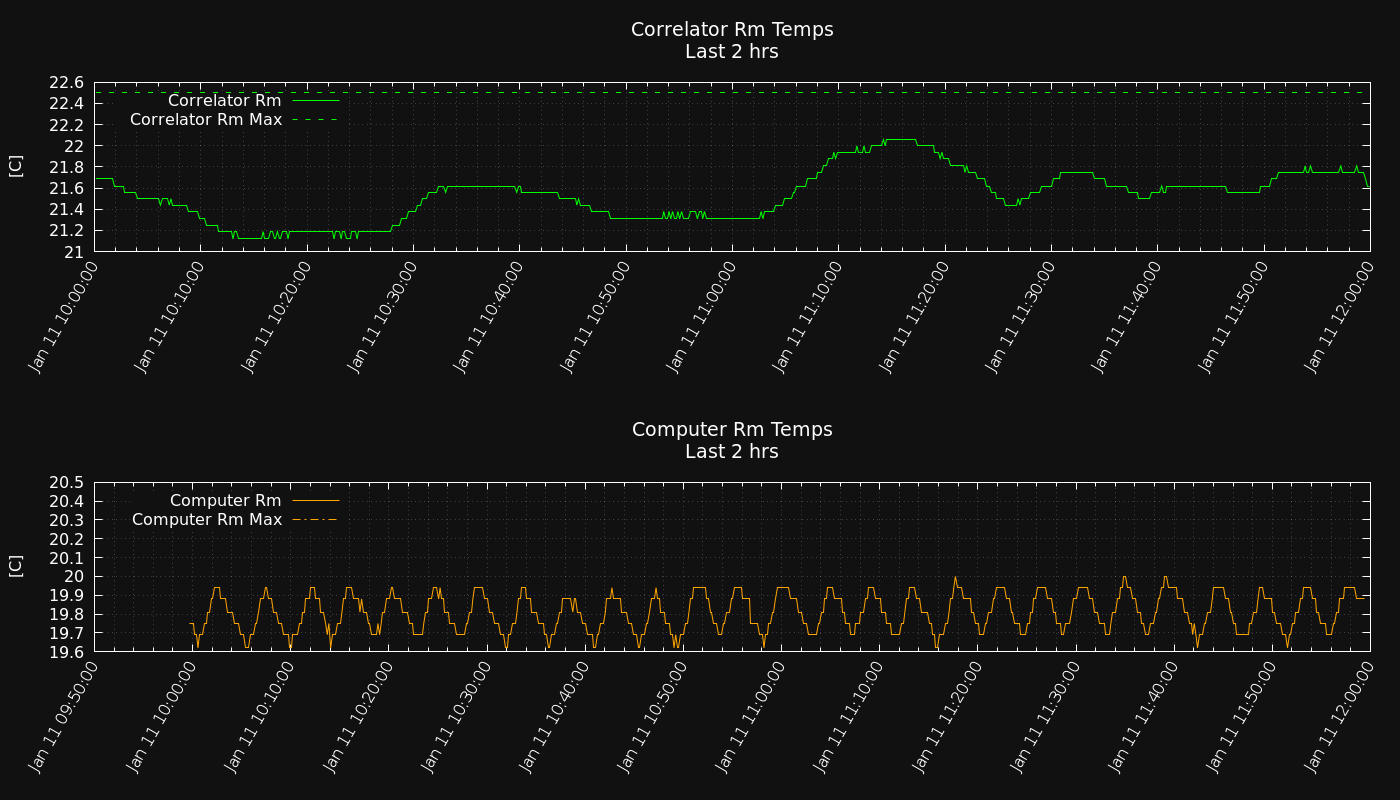 Correlator Rm Temps
Last 2 hrs
22.6
22.4
22.2
22
21.8
21.6
21.4
21.2
21
[C]
Correlator Rm
Correlator Rm Max
Jan 11 10:00:00
Jan 11 10:10:00
Jan 11 10:20:00
Jan 11 10:30:00
Jan 11 10:40:00
Jan 11 10:50:00
Jan 11 11:00:00
Jan 11 11:10:00
Jan 11 11:20:00
Jan 11 11:30:00
Jan 11 11:40:00
Jan 11 11:50:00
Jan 11 12:00:00
Computer Rm Temps
Last 2 hrs
20.5
20.4
20.3
20.2
20.1
20
19.9
19.8
19.7
19.6
[C]
Computer Rm
Computer Rm Max
Jan 11 09:50:00
Jan 11 10:00:00
Jan 11 10:10:00
Jan 11 10:20:00
Jan 11 10:30:00
Jan 11 10:40:00
Jan 11 10:50:00
Jan 11 11:00:00
Jan 11 11:10:00
Jan 11 11:20:00
Jan 11 11:30:00
Jan 11 11:40:00
Jan 11 11:50:00
Jan 11 12:00:00